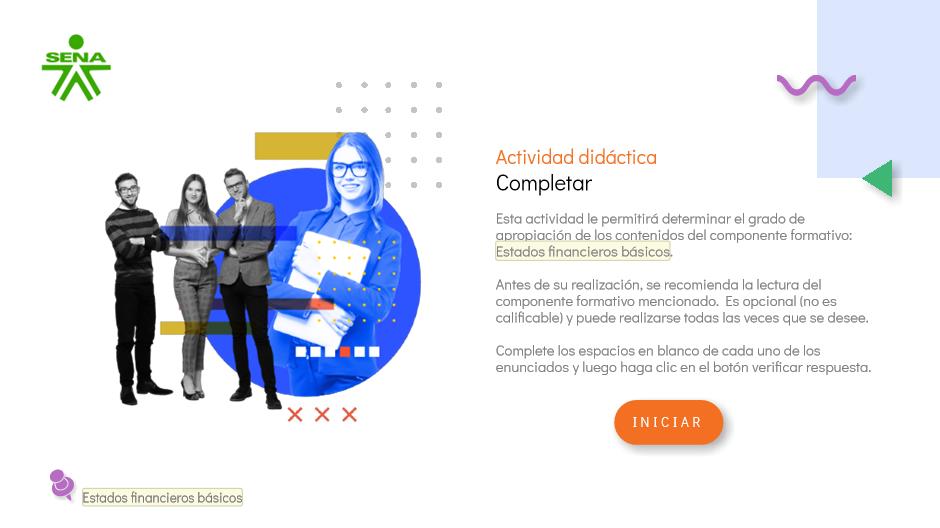 SENA
Actividad didáctica
Completar
Esta actividad le permitirá determinar el grado de
apropiación de los contenidos del componente formativo:
Estados financieros básicos.
Antes de su realización, se recomienda la lectura del
componente formativo mencionado. Es opcional (no es
calificable) y puede realizarse todas las veces que se desee.
Complete los espacios en blanco de cada uno de los
enunciados y luego haga clic en el botón verificar respuesta.
INICIAR
Estados financieros básicos